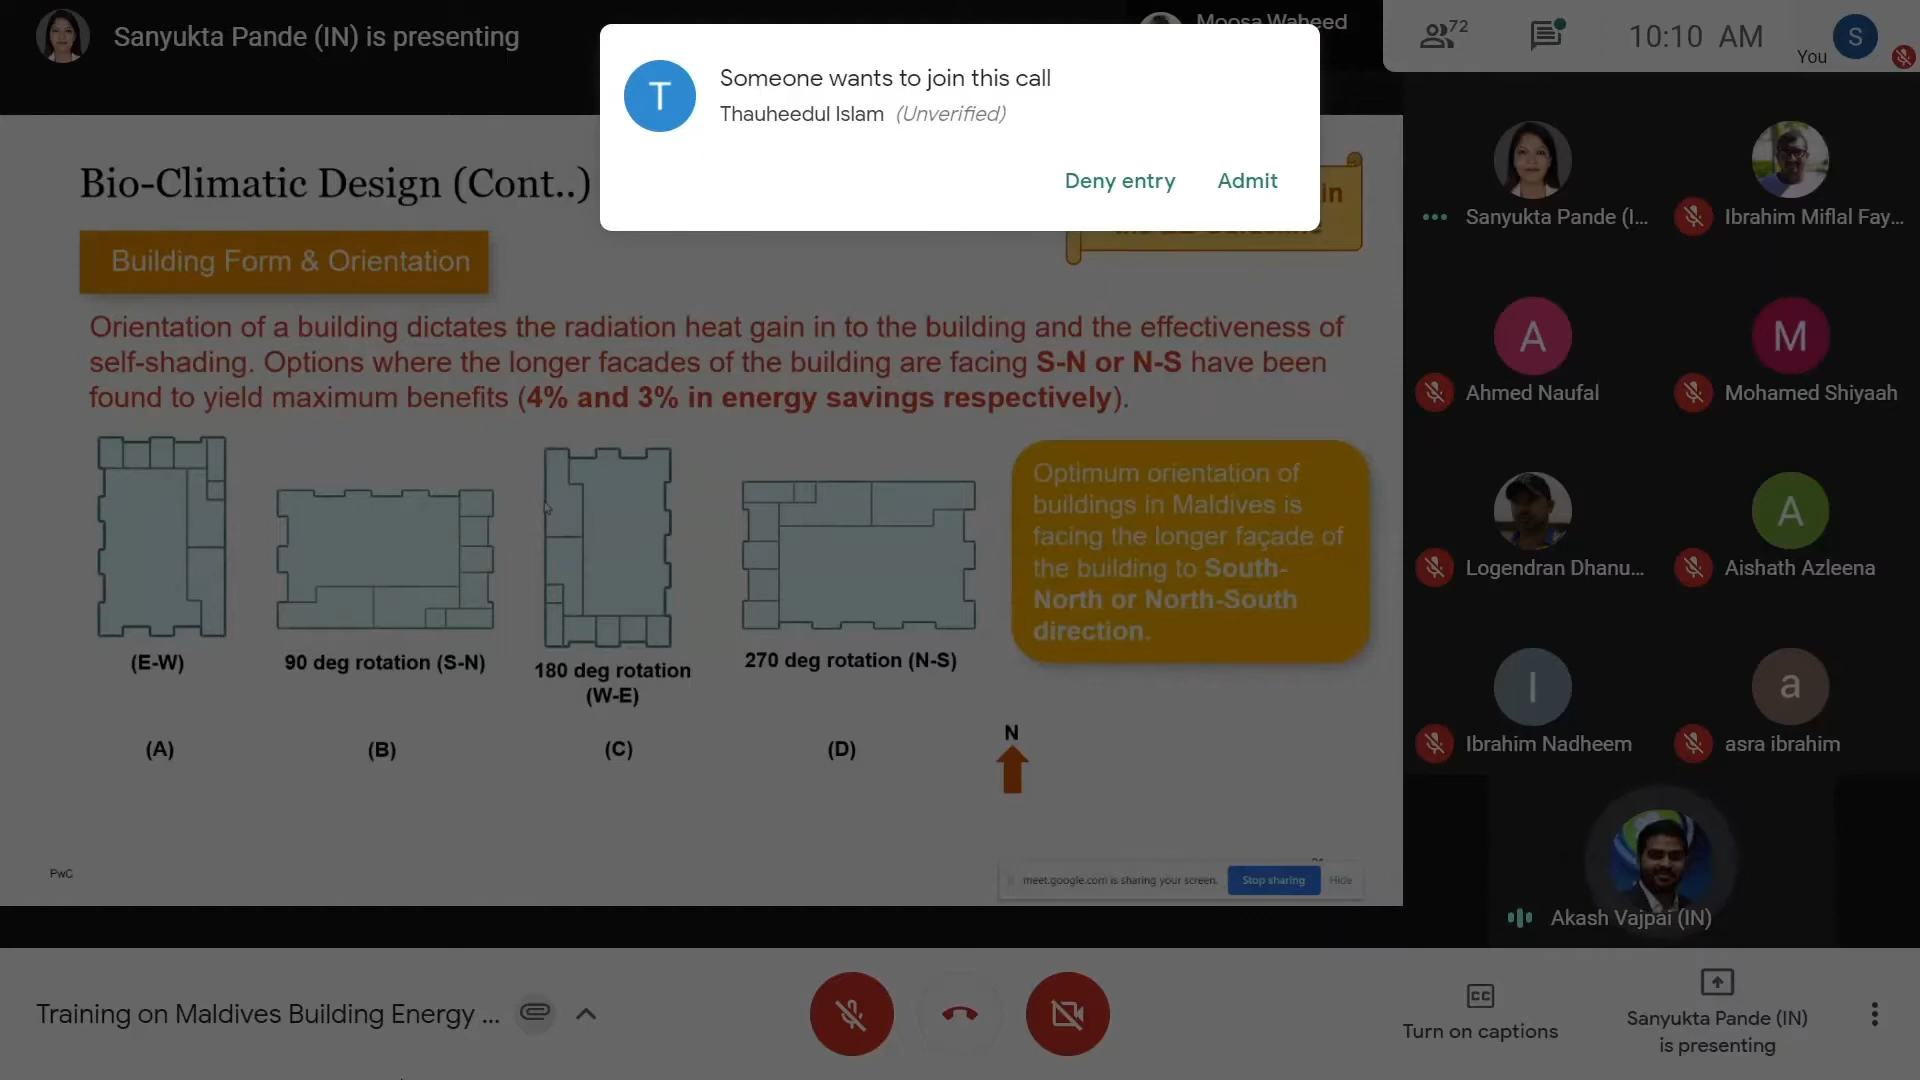 Sanyukta Pande (IN) is presenting
Moosa Waheed
72
10:10 AM
You
S
T
Someone wants to join this call
Thauheedul Islam (Unverified)
Deny entry
Admit
Bio-Climatic Design (Cont..)
in
Building Form & Orientation
Orientation of a building dictates the radiation heat gain in to the building and the effectiveness of
self-shading. Options where the longer facades of the building are facing S-N or N-S have been
found to yield maximum benefits (4% and 3% in energy savings respectively).
Optimum orientation of
buildings in Maldives is
facing the longer façade of
the building to South-
North or North-South
direction.
(E-W)
90 deg rotation (S-N)
180 deg rotation
(W-E)
270 deg rotation (N-S)
(A)
(B)
(C)
(D)
N
PwC
meet.google.com is sharing your screen.
Stop sharing
Hide
Sanyukta Pande (I...
Ibrahim Miflal Fay...
A
M
Ahmed Naufal
Mohamed Shiyaah
A
Logendran Dhanu...
Aishath Azleena
I
a
Ibrahim Nadheem
asra ibrahim
Akash Vajpai (IN)
Training on Maldives Building Energy ...
CC
Turn on captions
Sanyukta Pande (IN)
is presenting